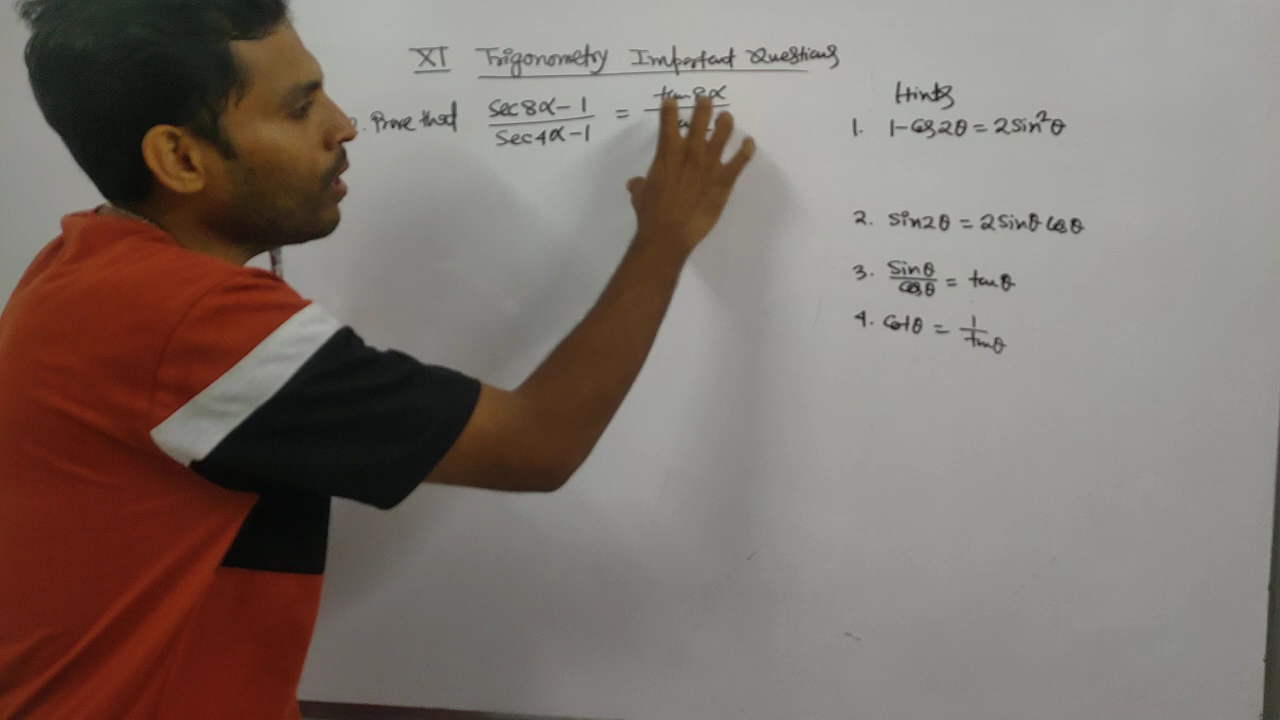 XI Trigonometry Important Questions
Prove that sec8α-1 / sec4α-1 = tan8α /
Hints
1. 1-cos2θ = 2sin²θ
2. sin2θ = 2sinθ cosθ
3. sinθ / cosθ = tanθ
4. cotθ = 1 / tanθ